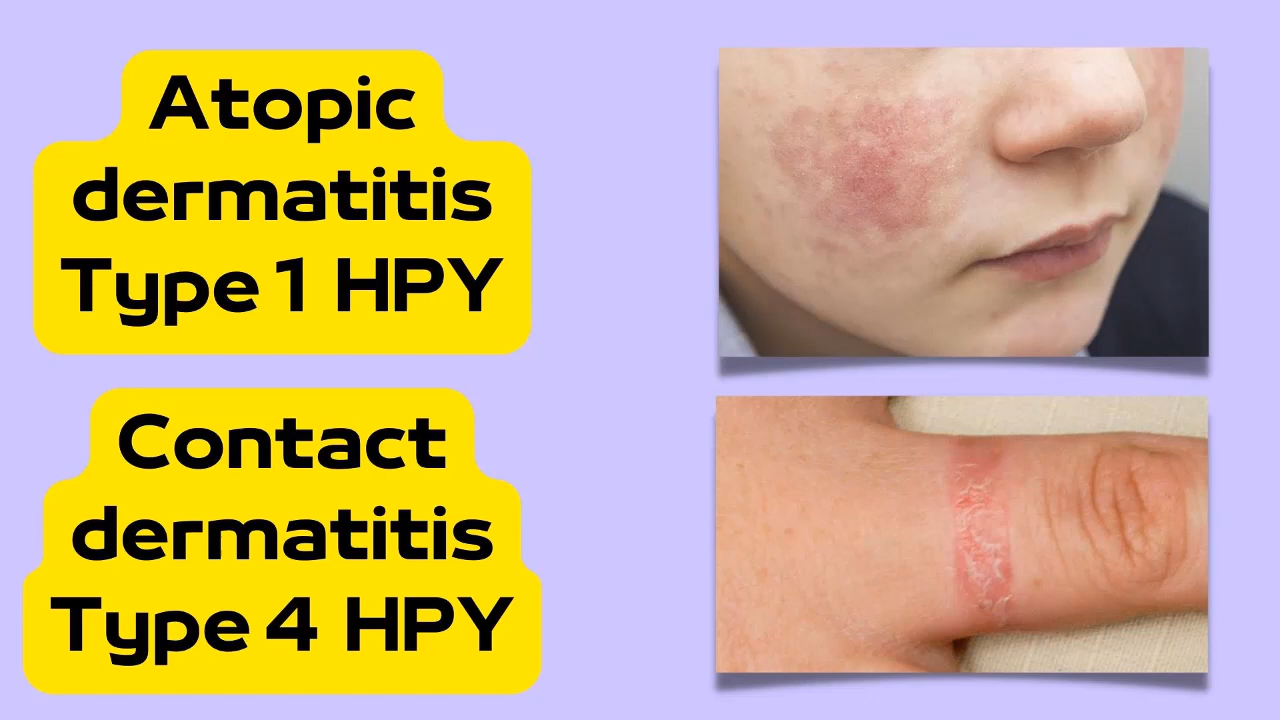 Atopic
dermatitis
Type 1 HPY
Contact
dermatitis
Type 4 HPY